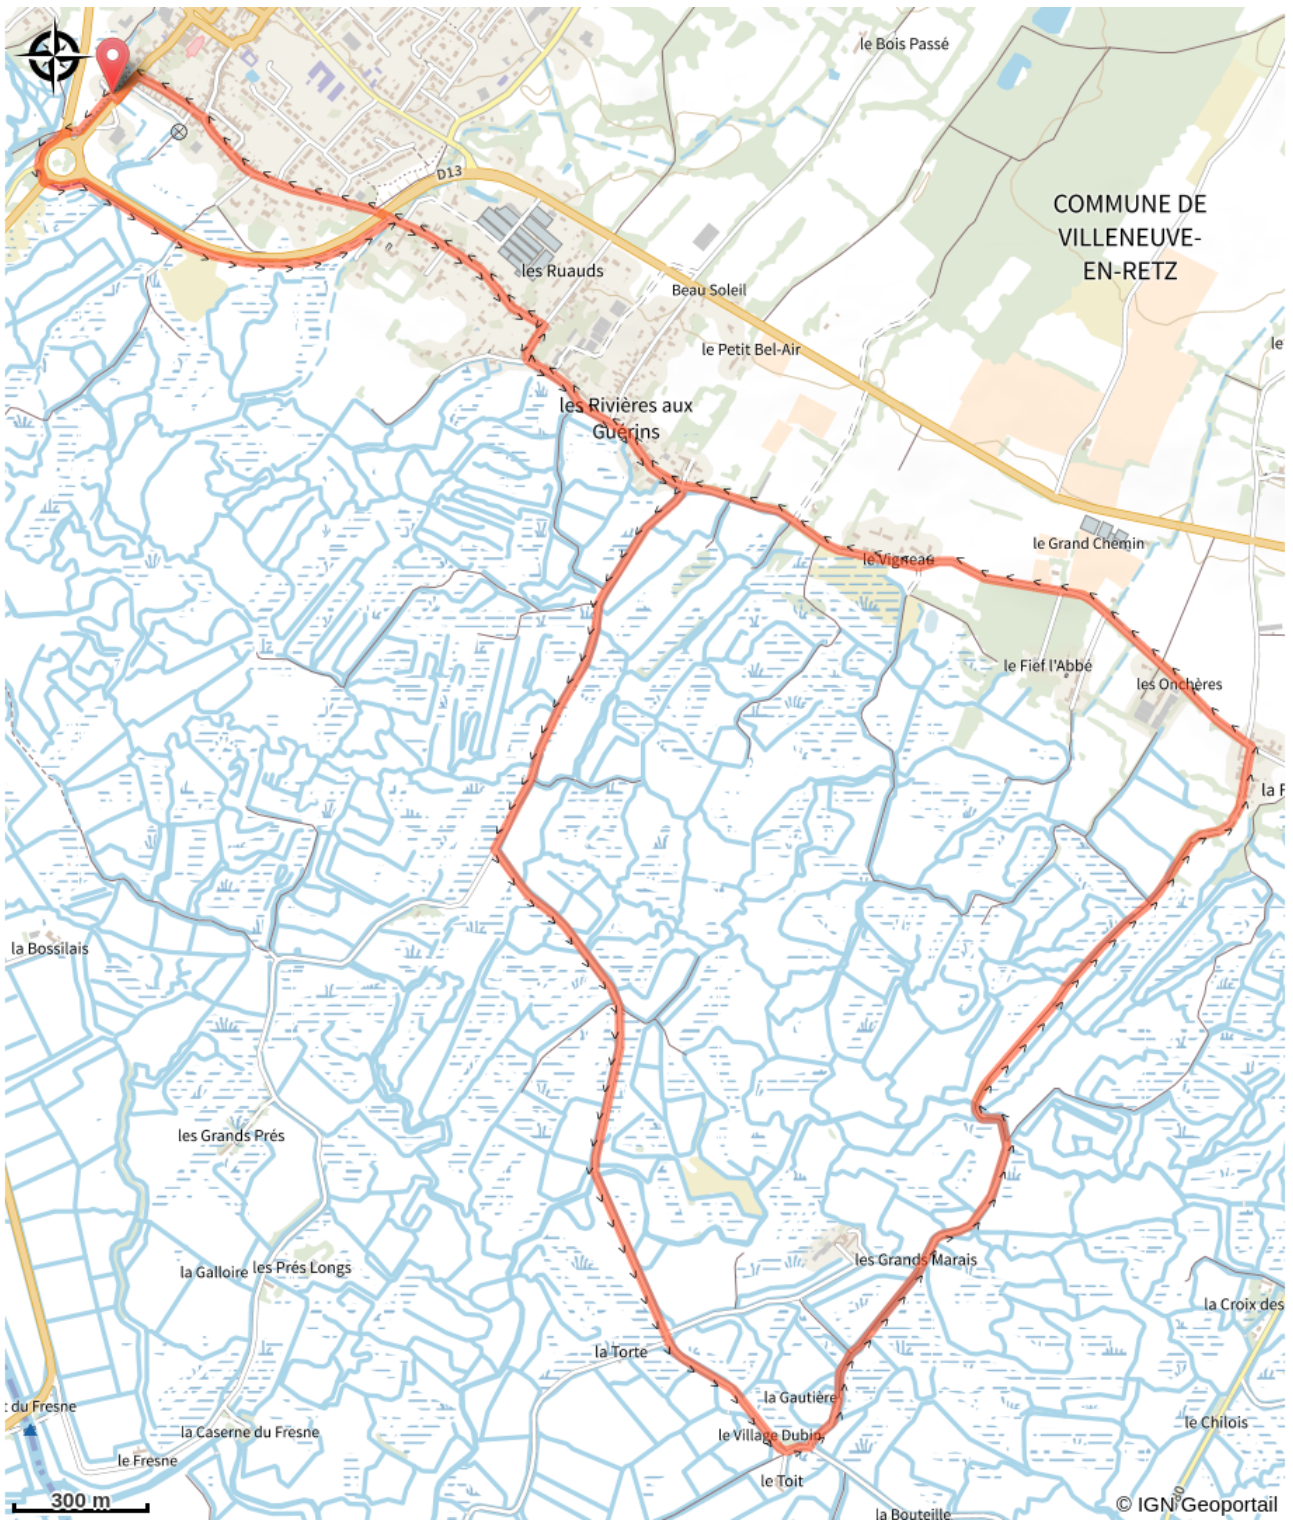 le Bois Passé
D13
COMMUNE DE
VILLENEUVE-
EN-RETZ
les Ruauds
Beau Soleil
le Petit Bel-Air
le
les Rivières aux
Guérins
le Grand Chemin
le Vigneau
le Fief l'Abbé
les Onchères
la F
la Bossilais
les Grands Prés
les Grands Marais
la Galloire
les Prés Longs
la Croix des
la Torte
la Gautière
t du Fresne
le Chilois
la Caserne du Fresne
le Village Dubin
le Fresne
le Toit
80
300 m
© IGN Geoportail
la Bouteille